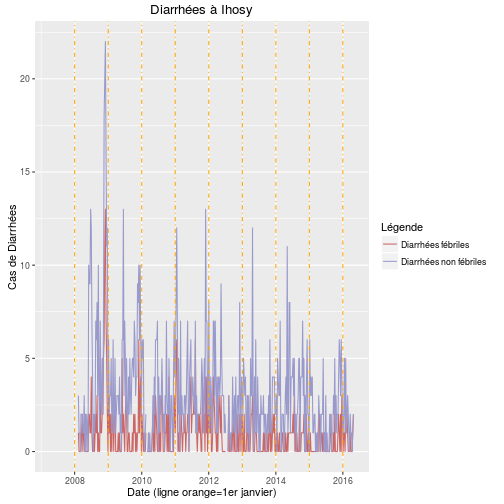 Diarrhées à Ihosy
Cas de Diarrhées
20
15
10
5
0
2008 2010 2012 2014 2016
Date (ligne orange=1er janvier)
Légende
Diarrhées fébriles
Diarrhées non fébriles